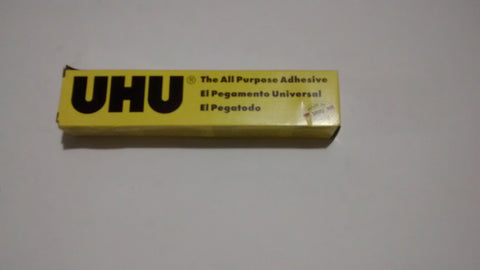 UHU®
The All Purpose Adhesive
El Pegamento Universal
El Pegatodo